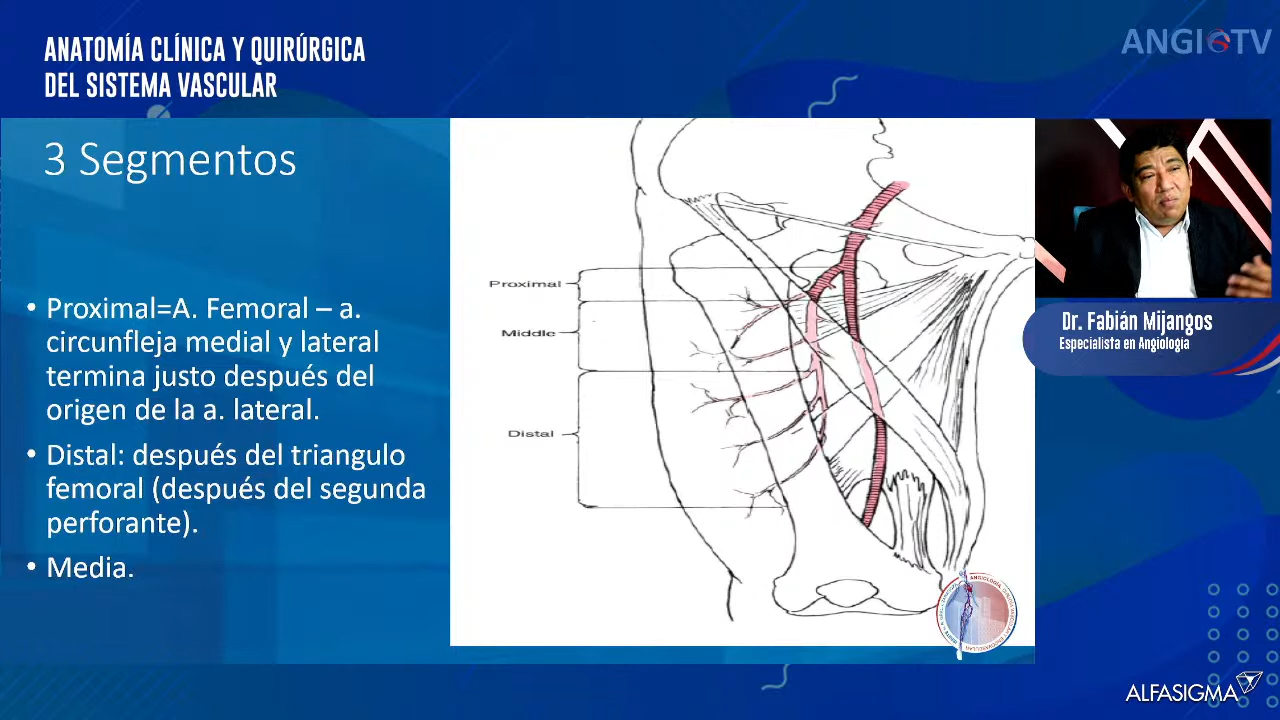 ANATOMÍA CLÍNICA Y QUIRÚRGICA
DEL SISTEMA VASCULAR
ANGIOTV
3 Segmentos
• Proximal=A. Femoral – a.
circunfleja medial y lateral
termina justo después del
origen de la a. lateral.
• Distal: después del triangulo
femoral (después del segunda
perforante).
• Media.
Proximal
Middle
Distal
Dr. Fabián Mijangos
Especialista en Angiología
ALFASIGMA